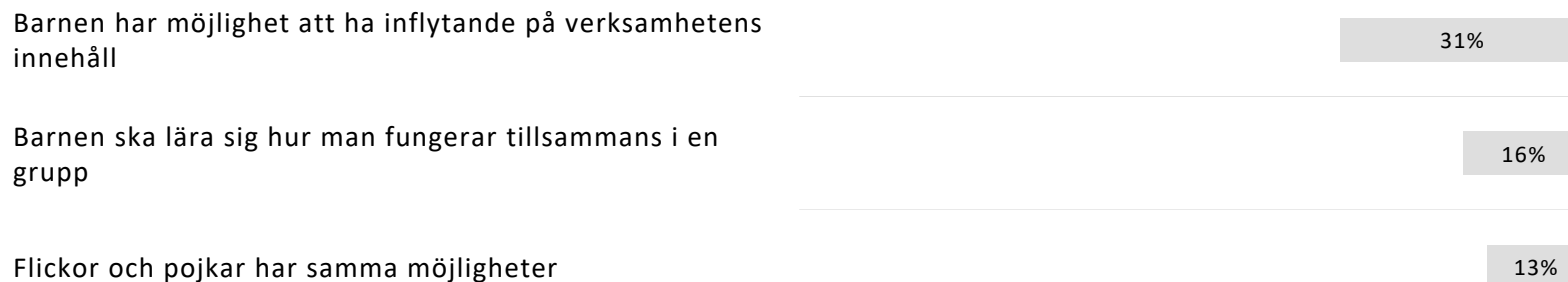 Barnen har möjlighet att ha inflytande på verksamhetens
innehåll
31%
Barnen ska lära sig hur man fungerar tillsammans i en
grupp
16%
Flickor och pojkar har samma möjligheter
13%